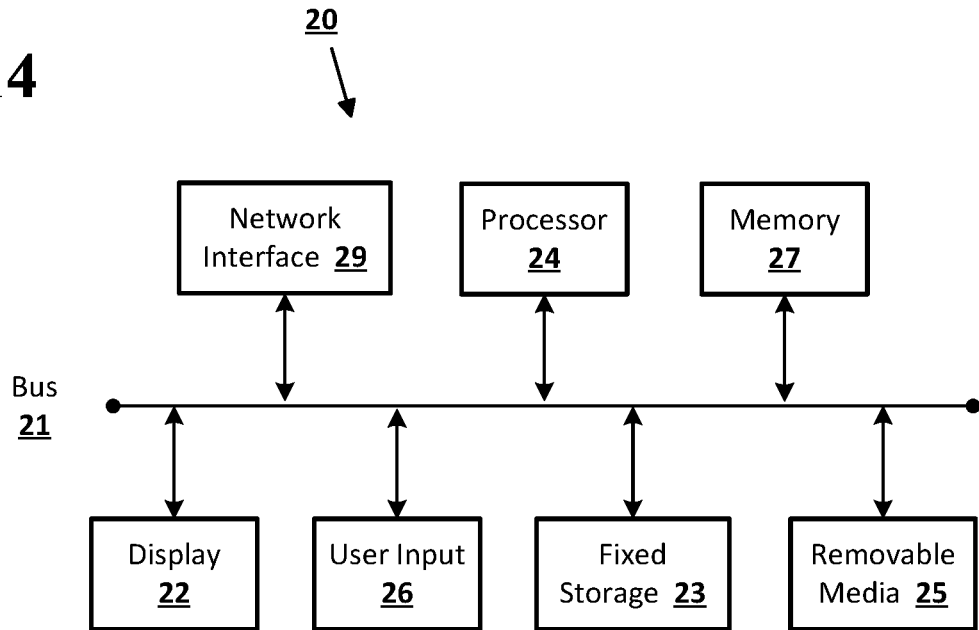 20
4
Network
Interface 29
Processor
24
Memory
27
Bus
21
Display
22
User Input
26
Fixed
Storage 23
Removable
Media 25